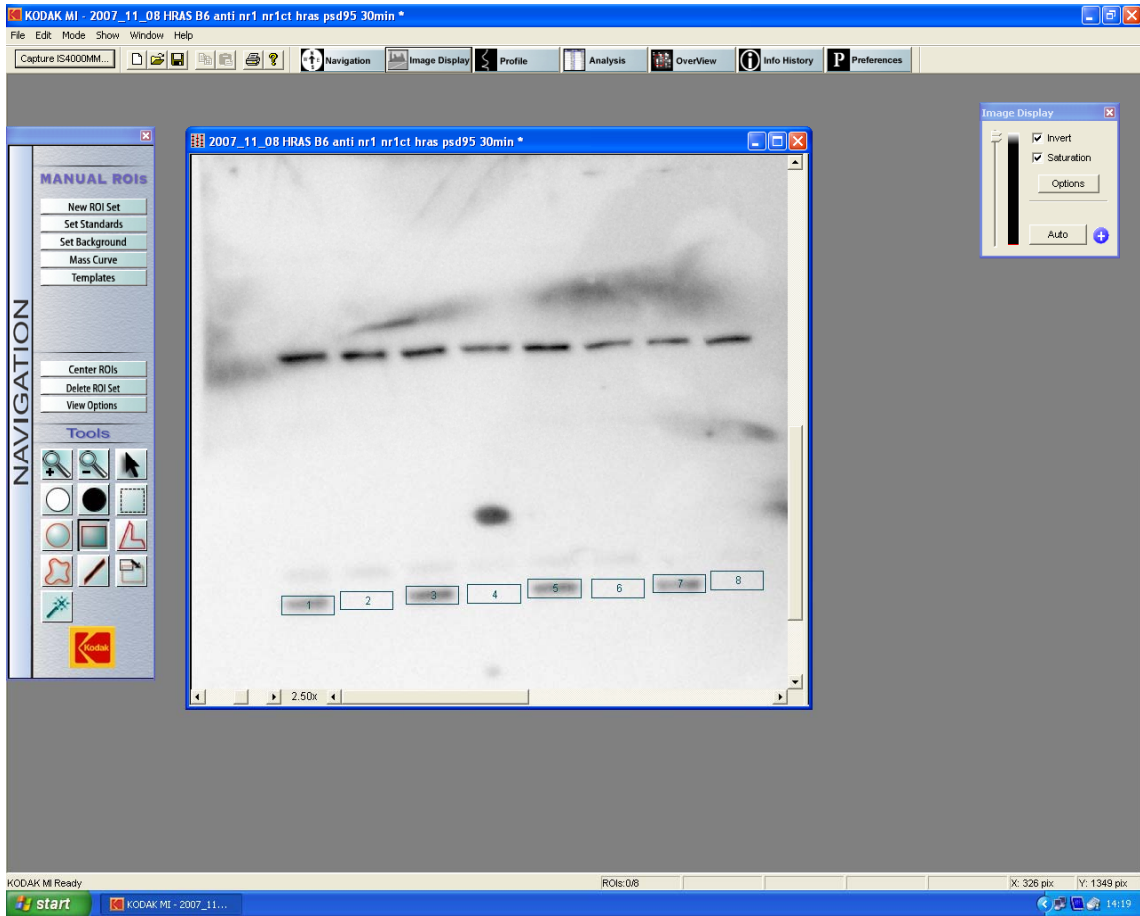 KODAK MI - 2007_11_08 HRAS B6 anti nr1 nr1ct hras psd95 30min *
File Edit Mode Show Window Help
Capture IS4000MM... Navigation Image Display Profile Analysis OverView Info History P Preferences
Image Display
Invert
Saturation
Options
Auto
NAVIGATION
MANUAL ROIs
New ROI Set
Set Standards
Set Background
Mass Curve
Templates
Center ROIs
Delete ROI Set
View Options
Tools
Kodak
2007_11_08 HRAS B6 anti nr1 nr1ct hras psd95 30min *
1 2 3 4 5 6 7 8
2.50x
KODAK MI Ready ROIs:0/8 X: 326 pix Y: 1349 pix
start KODAK MI - 2007_11... 14:19